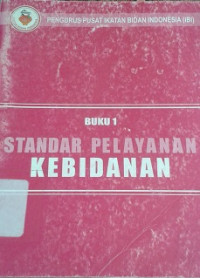 PENGURUS PUSAT IKATAN BIDAN INDONESIA (IBI)
BUKU 1
STANDAR PELAYANAN
KEBIDANAN